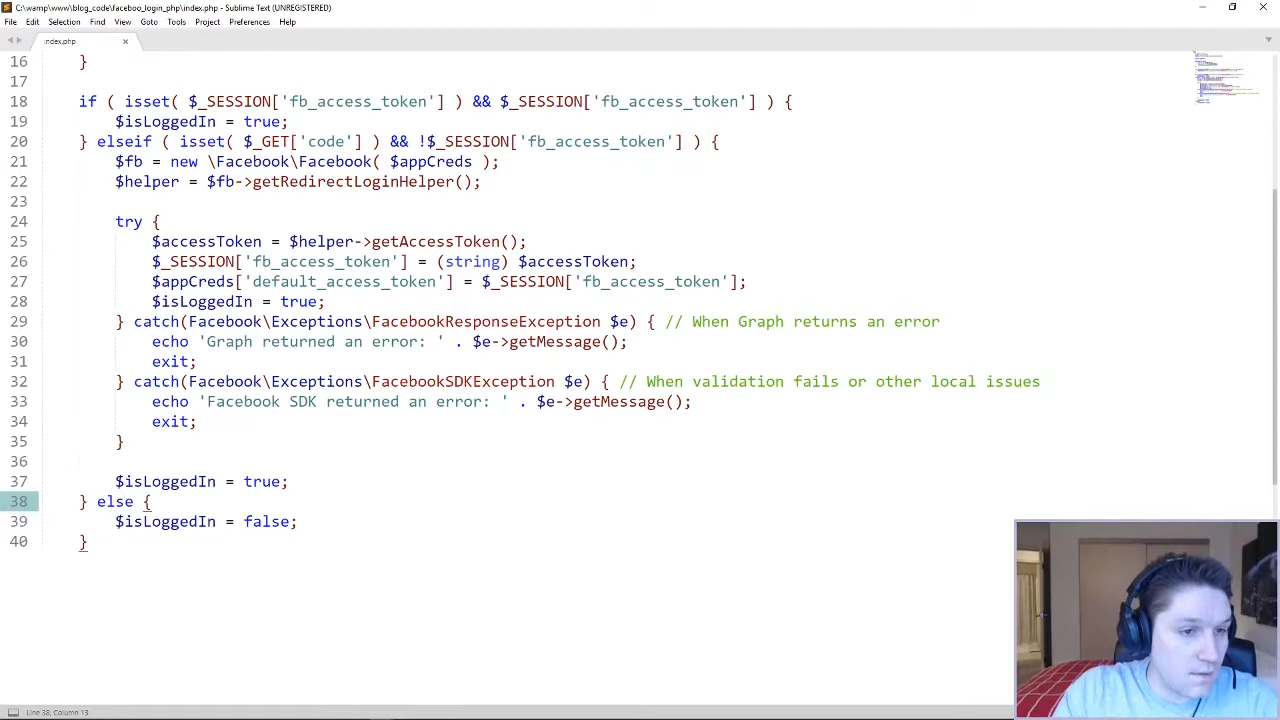 C:\wamp\www\blog_code\faceboo_login_php\index.php - Sublime Text (UNREGISTERED)
File Edit Selection Find View Goto Tools Project Preferences Help
index.php
16 }
17
18 if ( isset( $_SESSION['fb_access_token'] ) && $_SESSION['fb_access_token'] ) {
19 $isLoggedIn = true;
20 } elseif ( isset( $_GET['code'] ) && !$_SESSION['fb_access_token'] ) {
21 $fb = new \Facebook\Facebook( $appCreds );
22 $helper = $fb->getRedirectLoginHelper();
23
24 try {
25 $accessToken = $helper->getAccessToken();
26 $_SESSION['fb_access_token'] = (string) $accessToken;
27 $appCreds['default_access_token'] = $_SESSION['fb_access_token'];
28 $isLoggedIn = true;
29 } catch(Facebook\Exceptions\FacebookResponseException $e) { // When Graph returns an error
30 echo 'Graph returned an error: ' . $e->getMessage();
31 exit;
32 } catch(Facebook\Exceptions\FacebookSDKException $e) { // When validation fails or other local issues
33 echo 'Facebook SDK returned an error: ' . $e->getMessage();
34 exit;
35 }
36
37 $isLoggedIn = true;
38 } else {
39 $isLoggedIn = false;
40 }
Line 38, Column 13